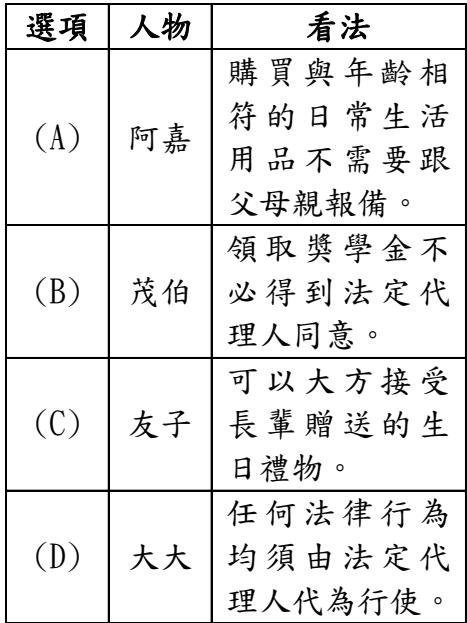 選項 人物 看法
(A) 阿嘉 購買與年齡相
符的日常生活
用品不需要跟
父母親報備。
(B) 茂伯 領取獎學金不
必得到法定代
理人同意。
(C) 友子 可以大方接受
長輩贈送的生
日禮物。
(D) 大大 任何法律行為
均須由法定代
理人代為行使。